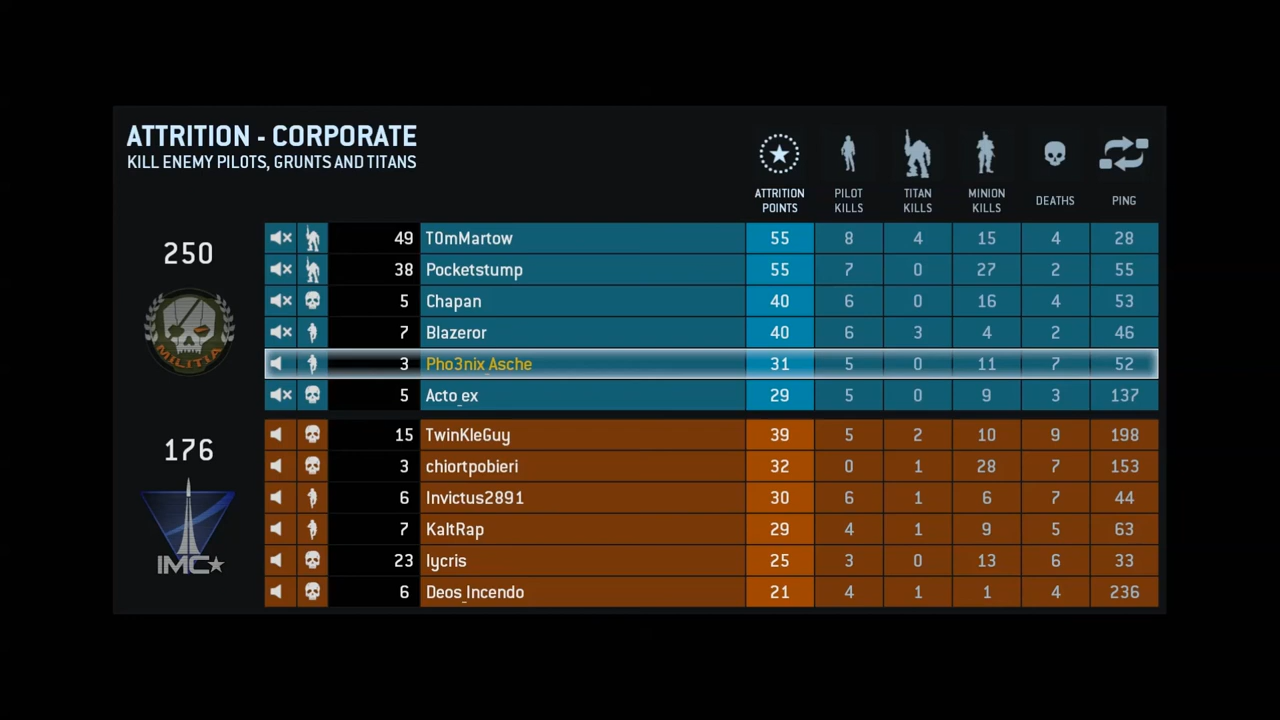 ATTRITION - CORPORATE
KILL ENEMY PILOTS, GRUNTS AND TITANS
ATTRITION POINTS PILOT KILLS TITAN KILLS MINION KILLS DEATHS PING
250
MILITIA
49 T0mMartow 55 8 4 15 4 28
38 Pocketstump 55 7 0 27 2 55
5 Chapan 40 6 0 16 4 53
7 Blazeror 40 6 3 4 2 46
3 Pho3nix_Asche 31 5 0 11 7 52
5 Acto_ex 29 5 0 9 3 137
176
IMC
15 TwinKleGuy 39 5 2 10 9 198
3 chiortpobieri 32 0 1 28 7 153
6 Invictus2891 30 6 1 6 7 44
7 KaltRap 29 4 1 9 5 63
23 lycris 25 3 0 13 6 33
6 Deos_Incendo 21 4 1 1 4 236